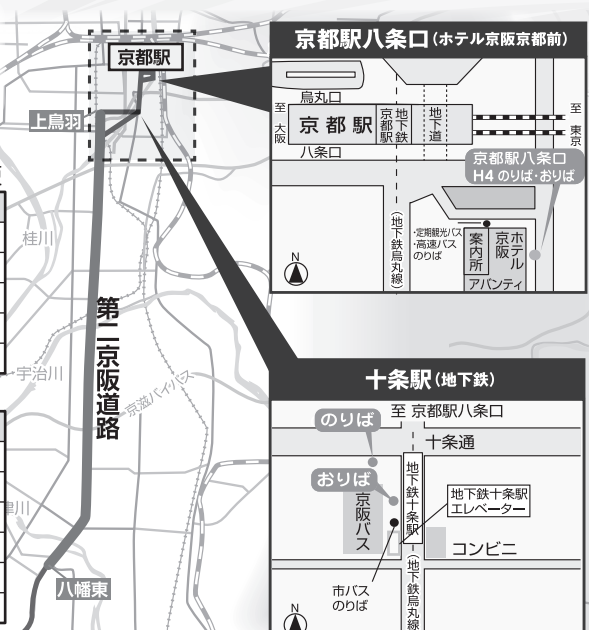 京都駅
上鳥羽
桂川
第二京阪道路
宇治川
京滋バイパス
津川
八幡東
京都駅八条口(ホテル京阪京都前)
烏丸口
至 大阪
京都駅
地下鉄
京都駅
地下道
至 東京
八条口
京都駅八条口
H4 のりば・おりば
(地下鉄烏丸線)
・定期観光バス
・高速バス
のりば
案内所
ホテル
京阪
アバンティ
N
十条駅(地下鉄)
至 京都駅八条口
のりば
十条通
おりば
京阪バス
地下鉄十条駅
地下鉄十条駅
エレベーター
コンビニ
市バス
のりば
(地下鉄烏丸線
N